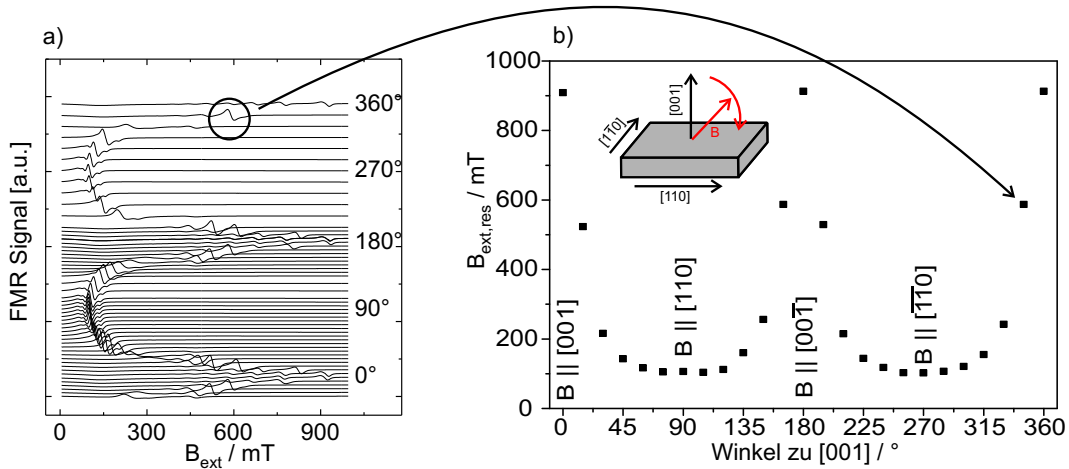 a)
FMR Signal [a.u.]
360°
270°
180°
90°
0°
0 300 600 900
B_ext / mT
b)
B_ext,res / mT
1000
800
600
400
200
0
[001]
B
[11̅0]
[110]
B || [001]
B || [110]
B || [001̅]
B || [1̅1̅0]
0 45 90 135 180 225 270 315 360
Winkel zu [001] / °